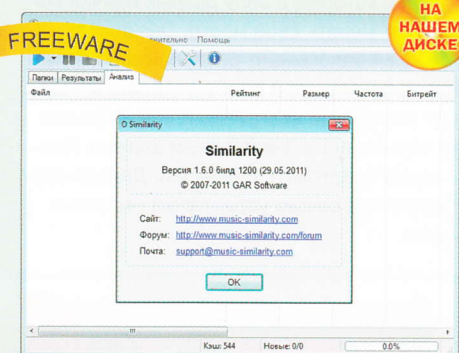 FREEWARE
НА НАШЕМ ДИСКЕ
Помощь
Папки Результаты Анализ
Файл Рейтинг Размер Частота Битрейт
О Similarity
Similarity
Версия 1.6.0 билд 1200 (29.05.2011)
© 2007-2011 GAR Software
Сайт: http://www.music-similarity.com
Форум: http://www.music-similarity.com/forum
Почта: support@music-similarity.com
OK
Кэш: 544 Новые: 0/0 0.0%